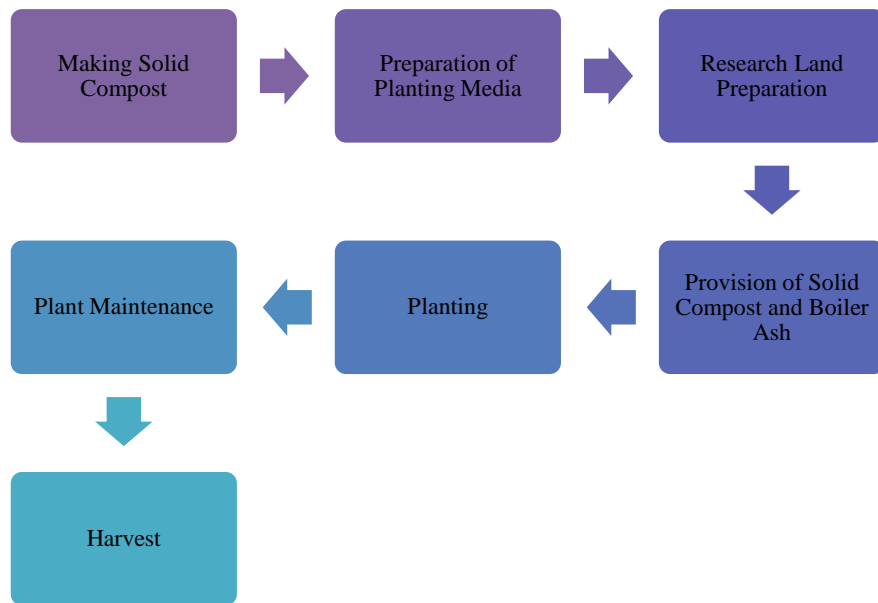 Making Solid
Compost
Preparation of
Planting Media
Research Land
Preparation
Provision of Solid
Compost and Boiler
Ash
Planting
Plant Maintenance
Harvest